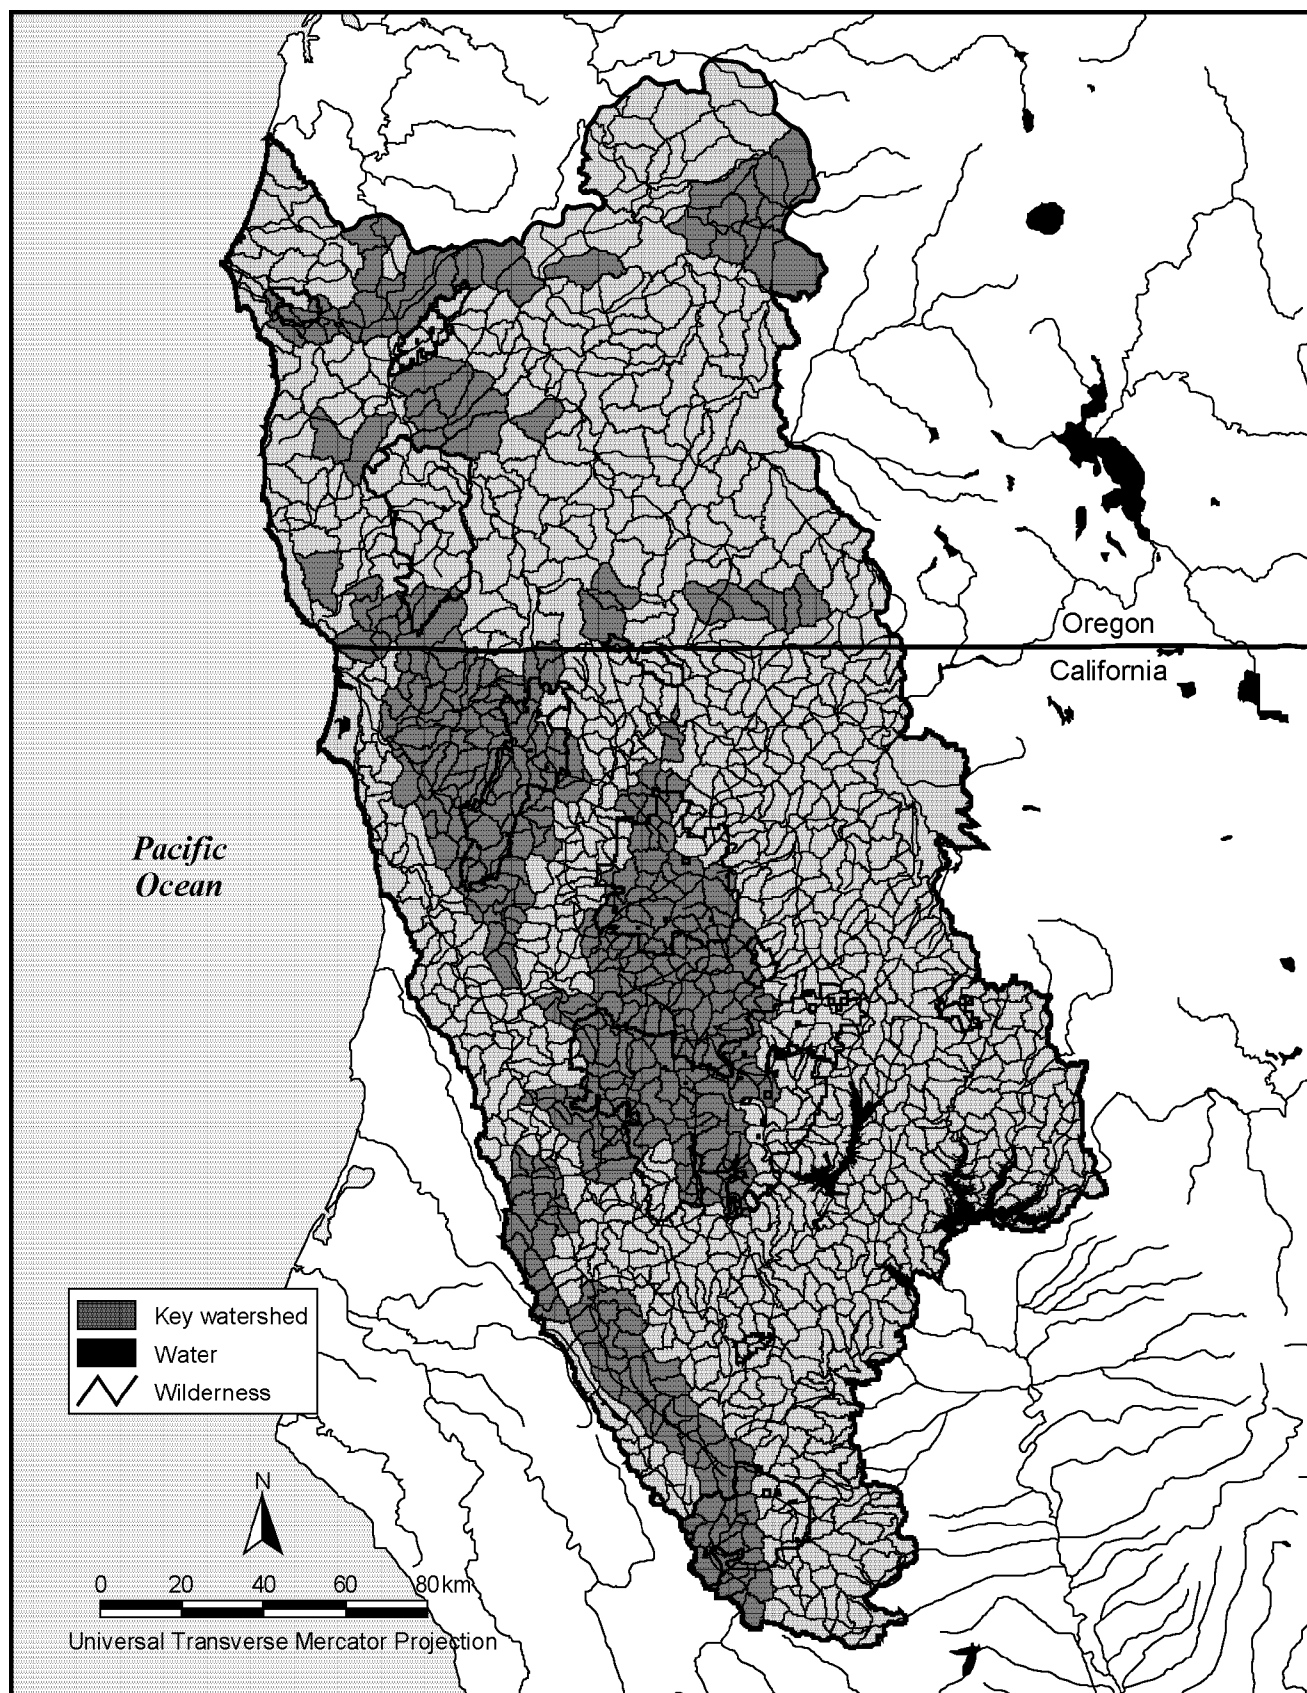 Oregon
California
Pacific
Ocean
Key watershed
Water
Wilderness
N
0 20 40 60 80 km
Universal Transverse Mercator Projection